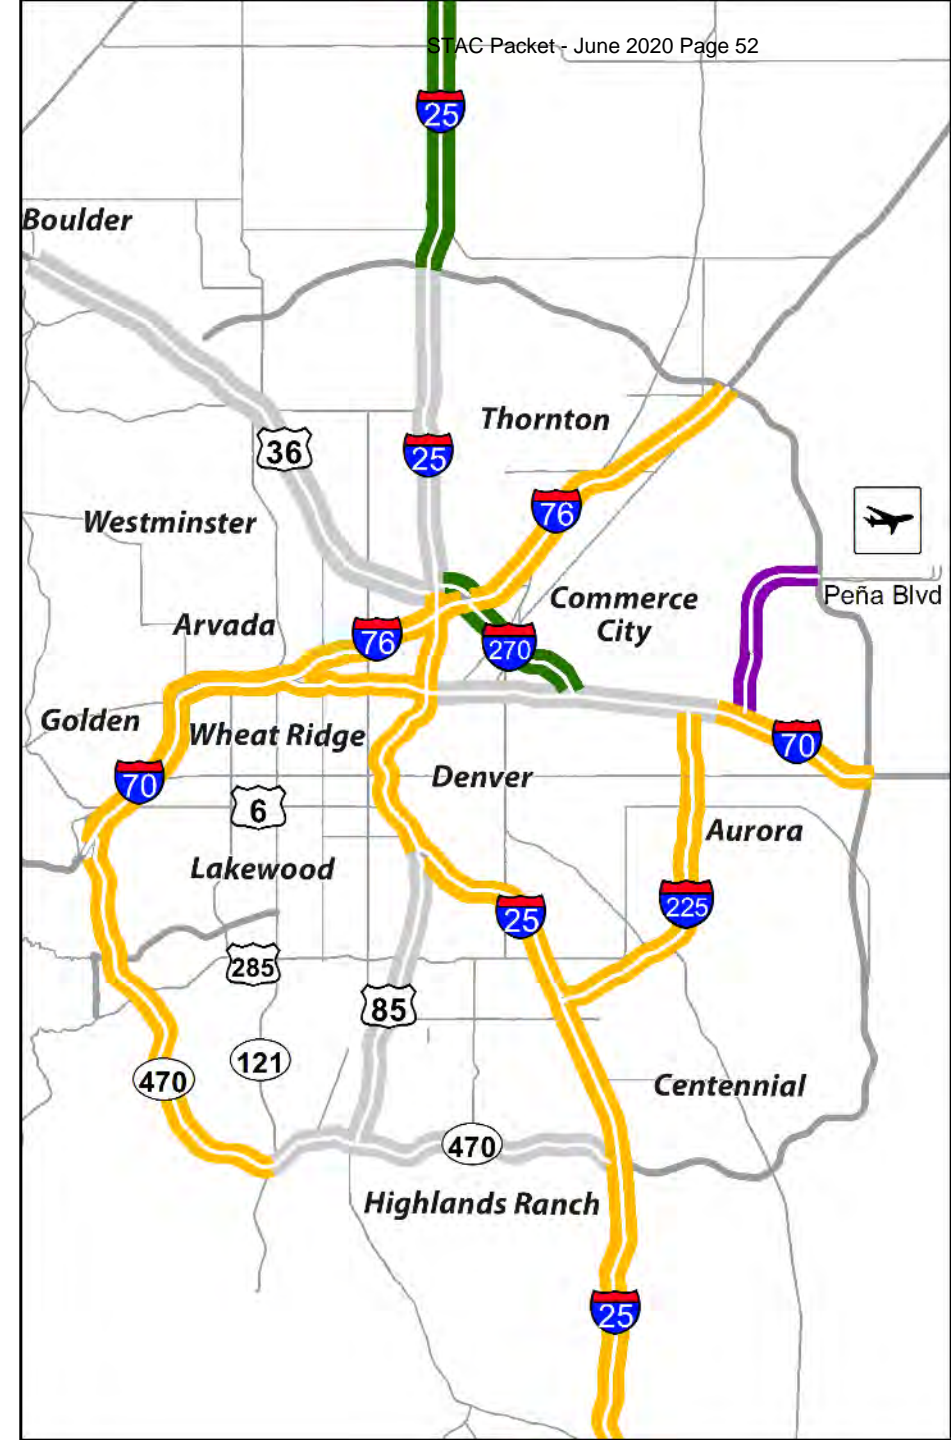 STAC Packet - June 2020 Page 52
25
Boulder
Thornton
36
25
76
Westminster
Peña Blvd
Commerce
City
Arvada
76
270
Golden
Wheat Ridge
70
Denver
70
6
Aurora
Lakewood
225
25
285
85
121
470
Centennial
470
Highlands Ranch
25